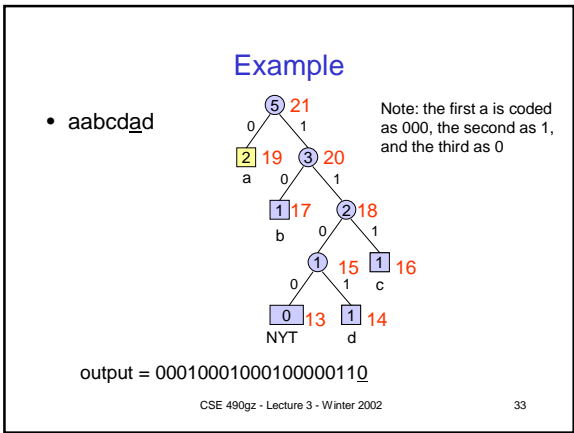 Example
• aabcdad
Note: the first a is coded
as 000, the second as 1,
and the third as 0
5 21
0 1
2 19 3 20
a 0 1
1 17 2 18
b 0 1
1 15 1 16
0 1 c
0 13 1 14
NYT d
output = 00010001000100000110
CSE 490gz - Lecture 3 - Winter 2002 33